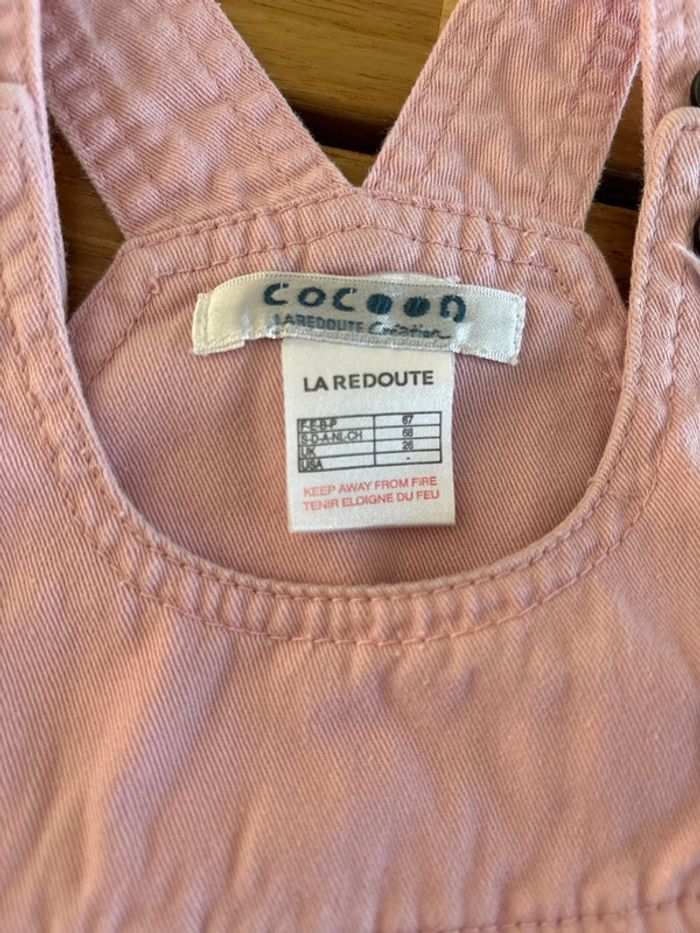 COCOON
LAREDOUTE Création
LA REDOUTE
F-E-B-P 67
S-D-A-NL-CH 68
UK 26
USA -
KEEP AWAY FROM FIRE
TENIR ELOIGNE DU FEU